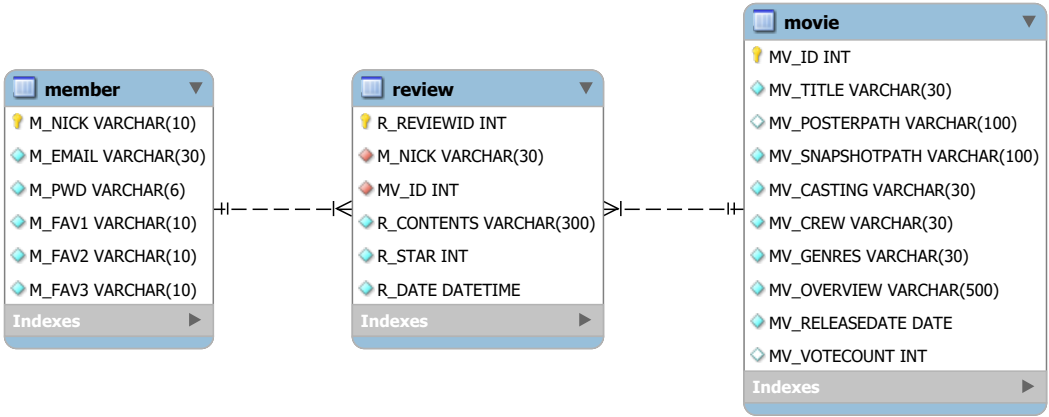 member
M_NICK VARCHAR(10)
M_EMAIL VARCHAR(30)
M_PWD VARCHAR(6)
M_FAV1 VARCHAR(10)
M_FAV2 VARCHAR(10)
M_FAV3 VARCHAR(10)
Indexes
review
R_REVIEWID INT
M_NICK VARCHAR(30)
MV_ID INT
R_CONTENTS VARCHAR(300)
R_STAR INT
R_DATE DATETIME
Indexes
movie
MV_ID INT
MV_TITLE VARCHAR(30)
MV_POSTERPATH VARCHAR(100)
MV_SNAPSHOTPATH VARCHAR(100)
MV_CASTING VARCHAR(30)
MV_CREW VARCHAR(30)
MV_GENRES VARCHAR(30)
MV_OVERVIEW VARCHAR(500)
MV_RELEASEDATE DATE
MV_VOTECOUNT INT
Indexes